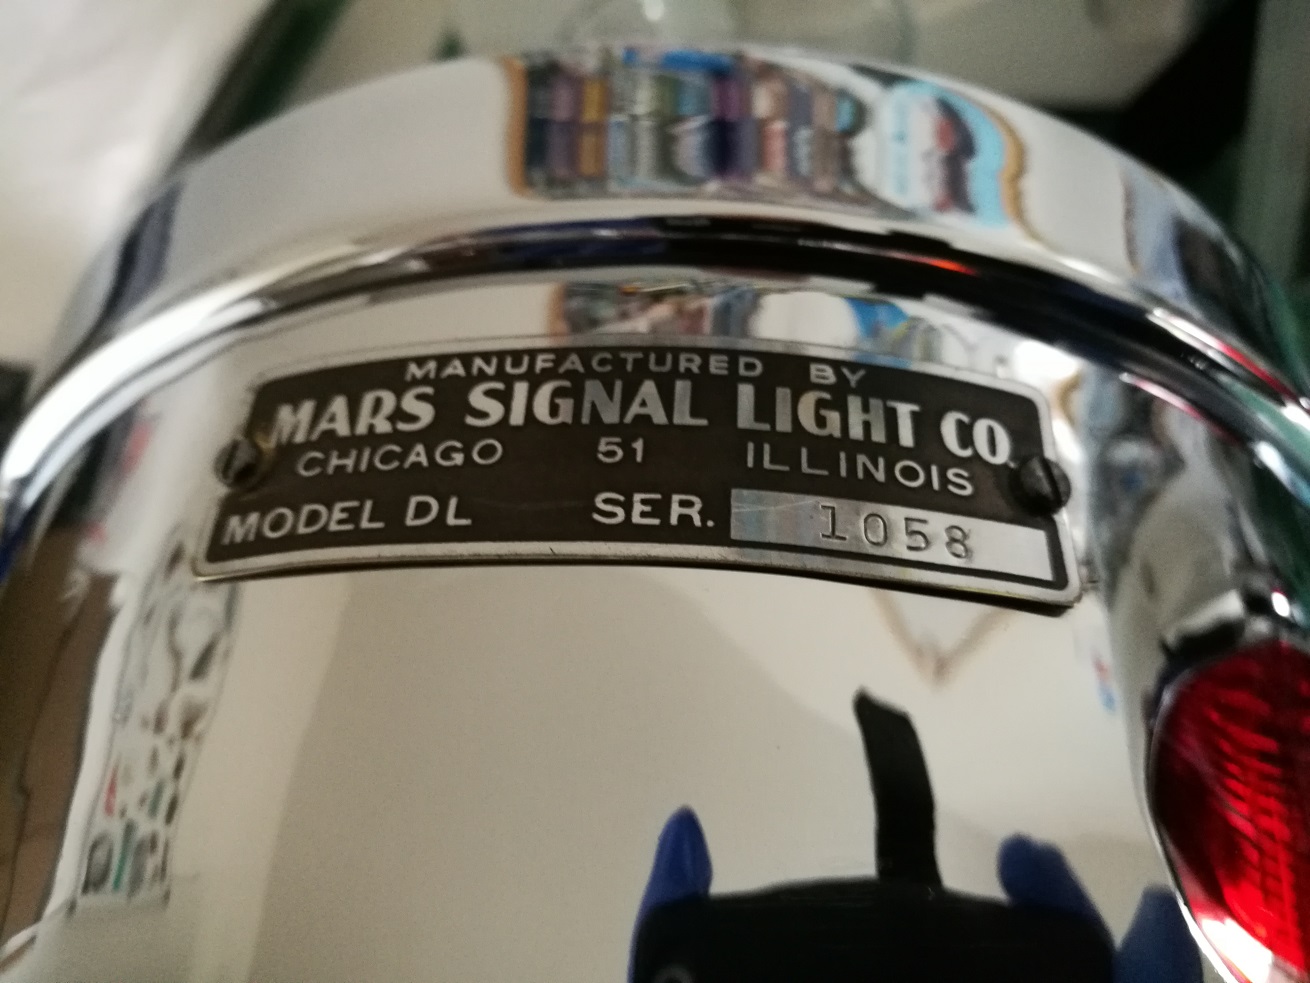 MANUFACTURED BY
MARS SIGNAL LIGHT CO.
CHICAGO 51 ILLINOIS
MODEL DL SER. 1058